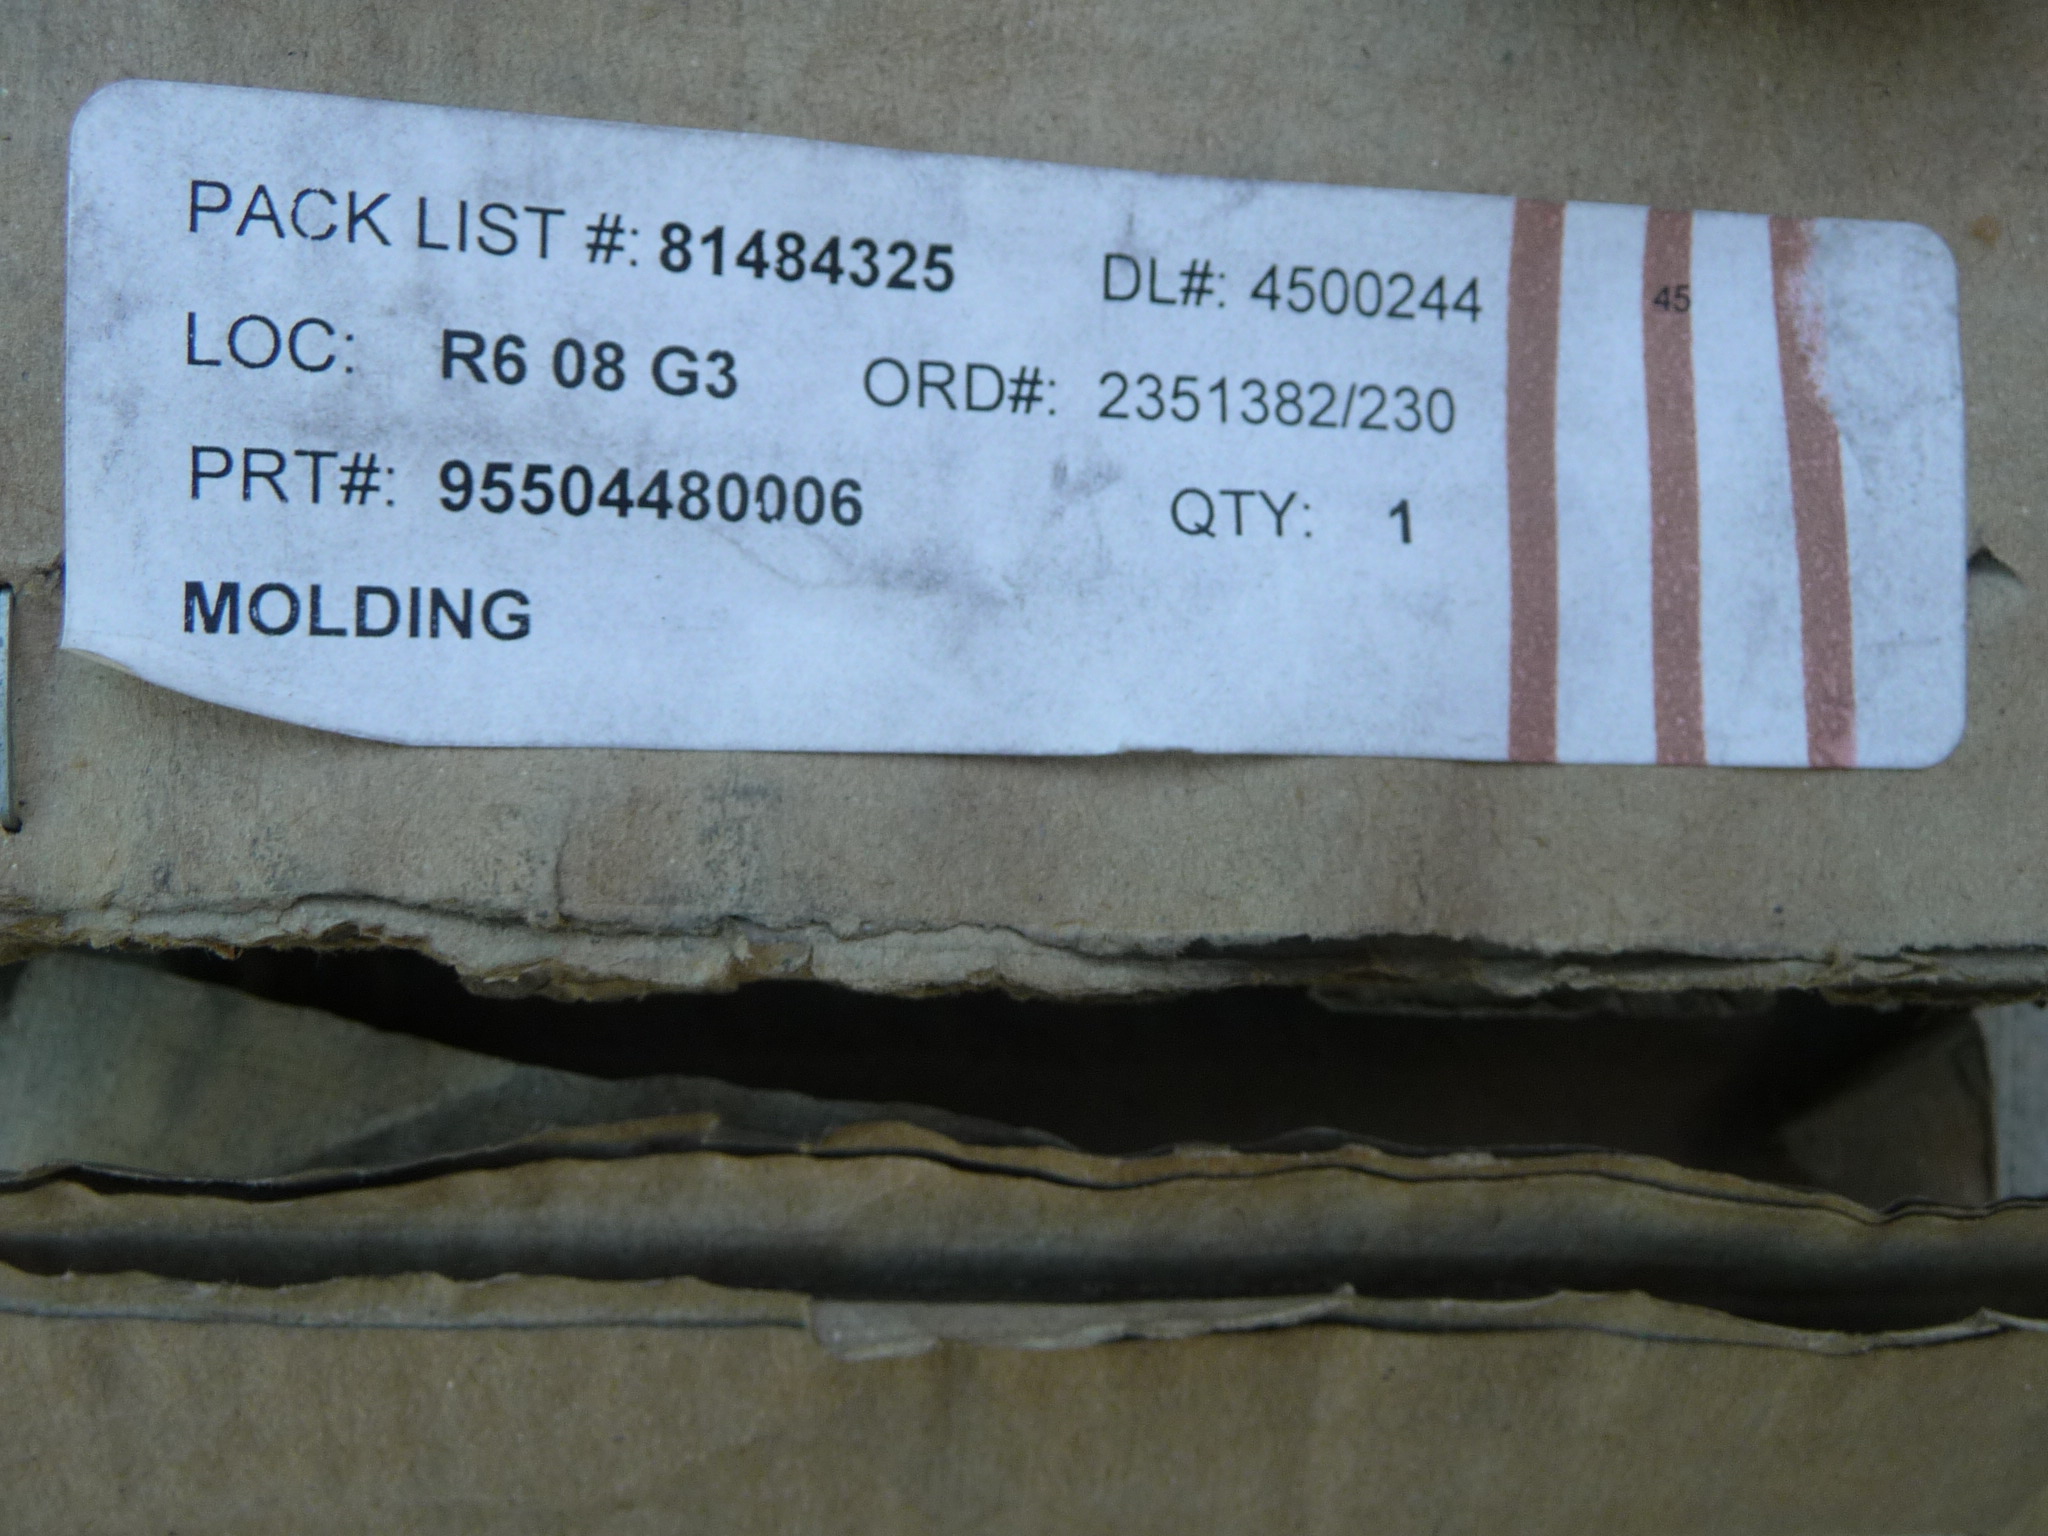 PACK LIST #: 81484325 DL#: 4500244 45
LOC: R6 08 G3 ORD#: 2351382/230
PRT#: 95504480006 QTY: 1
MOLDING